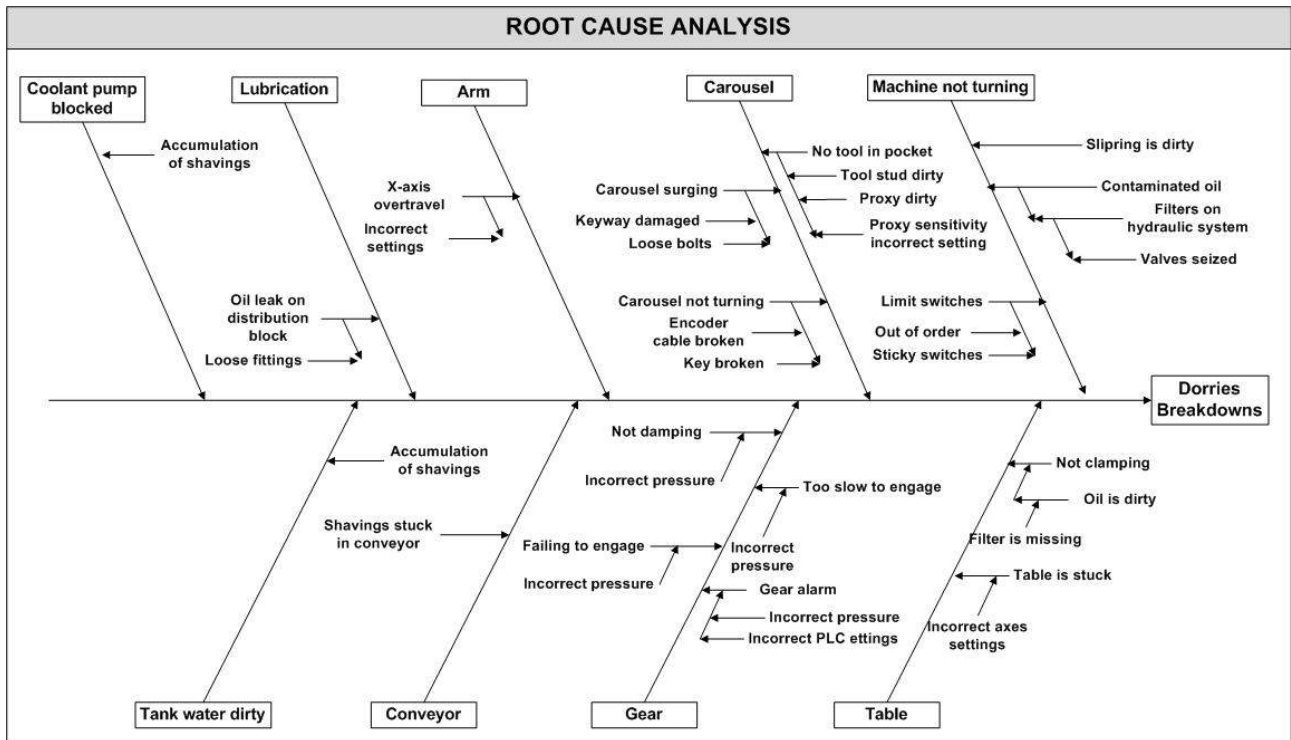 ROOT CAUSE ANALYSIS
Coolant pump
blocked
Lubrication
Arm
Carousel
Machine not turning
Accumulation
of shavings
Oil leak on
distribution
block
Loose fittings
X-axis
overtravel
Incorrect
settings
No tool in pocket
Tool stud dirty
Proxy dirty
Proxy sensitivity
incorrect setting
Carousel surging
Keyway damaged
Loose bolts
Carousel not turning
Encoder
cable broken
Key broken
Slipring is dirty
Contaminated oil
Filters on
hydraulic system
Valves seized
Limit switches
Out of order
Sticky switches
Dorries
Breakdowns
Accumulation
of shavings
Shavings stuck
in conveyor
Not damping
Incorrect pressure
Too slow to engage
Incorrect
pressure
Failing to engage
Incorrect pressure
Gear alarm
Incorrect pressure
Incorrect PLC ettings
Not clamping
Oil is dirty
Filter is missing
Table is stuck
Incorrect axes
settings
Tank water dirty
Conveyor
Gear
Table